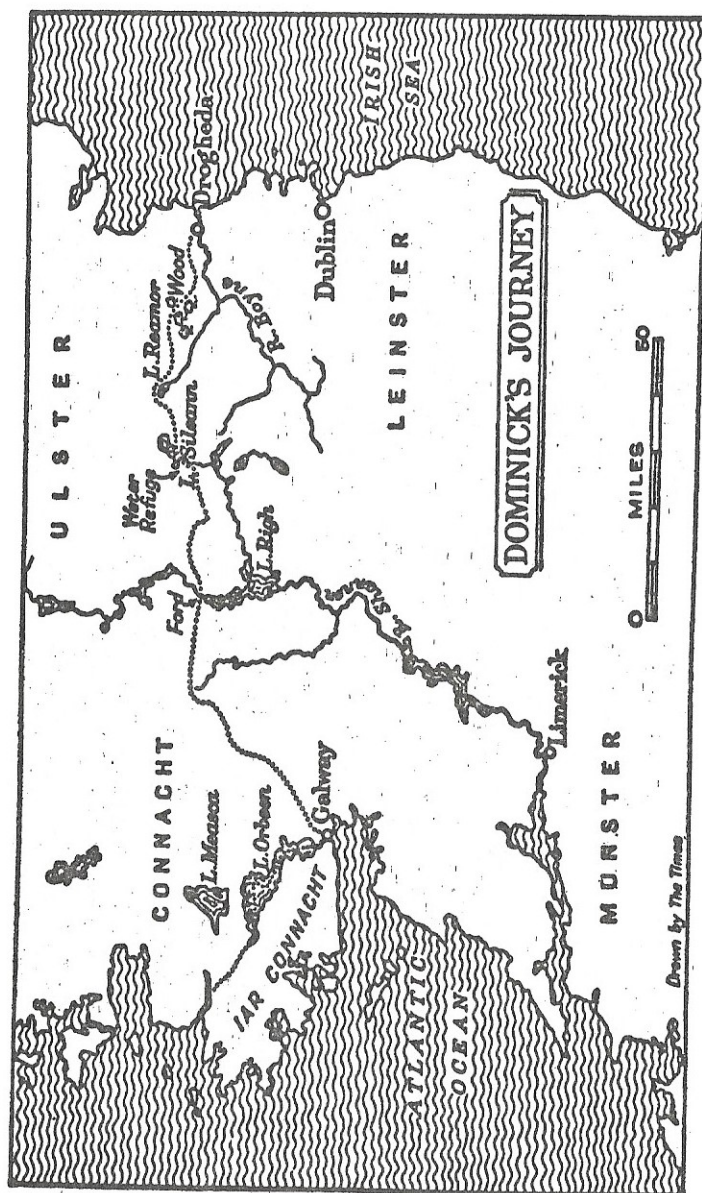 ULSTER
CONNACHT
Water
Refuge
L. Sileann
L. Reamor
Wood
Drogheda
Ford
L. Measca
L. Orbsen
L. Righ
R. Boyne
IRISH
SEA
IAR CONNACHT
Galway
Dublin
LEINSTER
ATLANTIC
OCEAN
Limerick
DOMINICK'S JOURNEY
MORSTER
0
MILES
50
Drawn by The Times